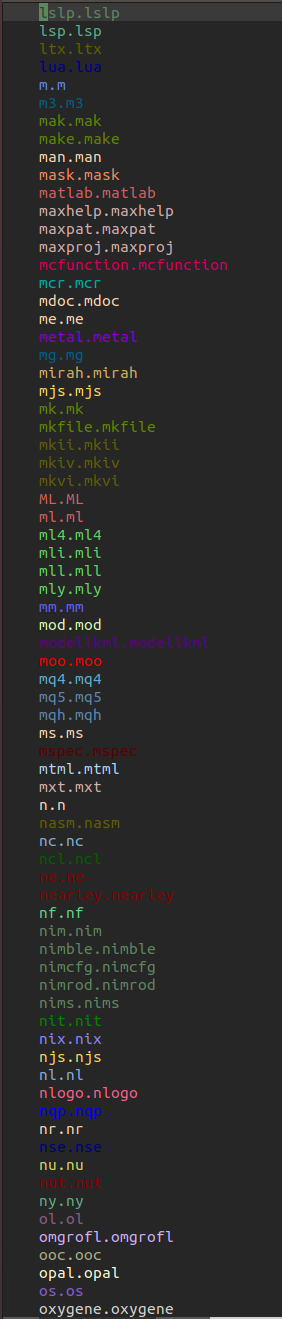 lslp.lslp
lsp.lsp
ltx.ltx
lua.lua
m.m
m3.m3
mak.mak
make.make
man.man
mask.mask
matlab.matlab
maxhelp.maxhelp
maxpat.maxpat
maxproj.maxproj
mcfunction.mcfunction
mcr.mcr
mdoc.mdoc
me.me
metal.metal
mg.mg
mirah.mirah
mjs.mjs
mk.mk
mkfile.mkfile
mkii.mkii
mkiv.mkiv
mkvi.mkvi
ML.ML
ml.ml
ml4.ml4
mli.mli
mll.mll
mly.mly
mm.mm
mod.mod
modellkml.modellkml
moo.moo
mq4.mq4
mq5.mq5
mqh.mqh
ms.ms
mspec.mspec
mtml.mtml
mxt.mxt
n.n
nasm.nasm
nc.nc
ncl.ncl
ne.ne
nearley.nearley
nf.nf
nim.nim
nimble.nimble
nimcfg.nimcfg
nimrod.nimrod
nims.nims
nit.nit
nix.nix
njs.njs
nl.nl
nlogo.nlogo
nqp.nqp
nr.nr
nse.nse
nu.nu
nut.nut
ny.ny
ol.ol
omgrofl.omgrofl
ooc.ooc
opal.opal
os.os
oxygene.oxygene